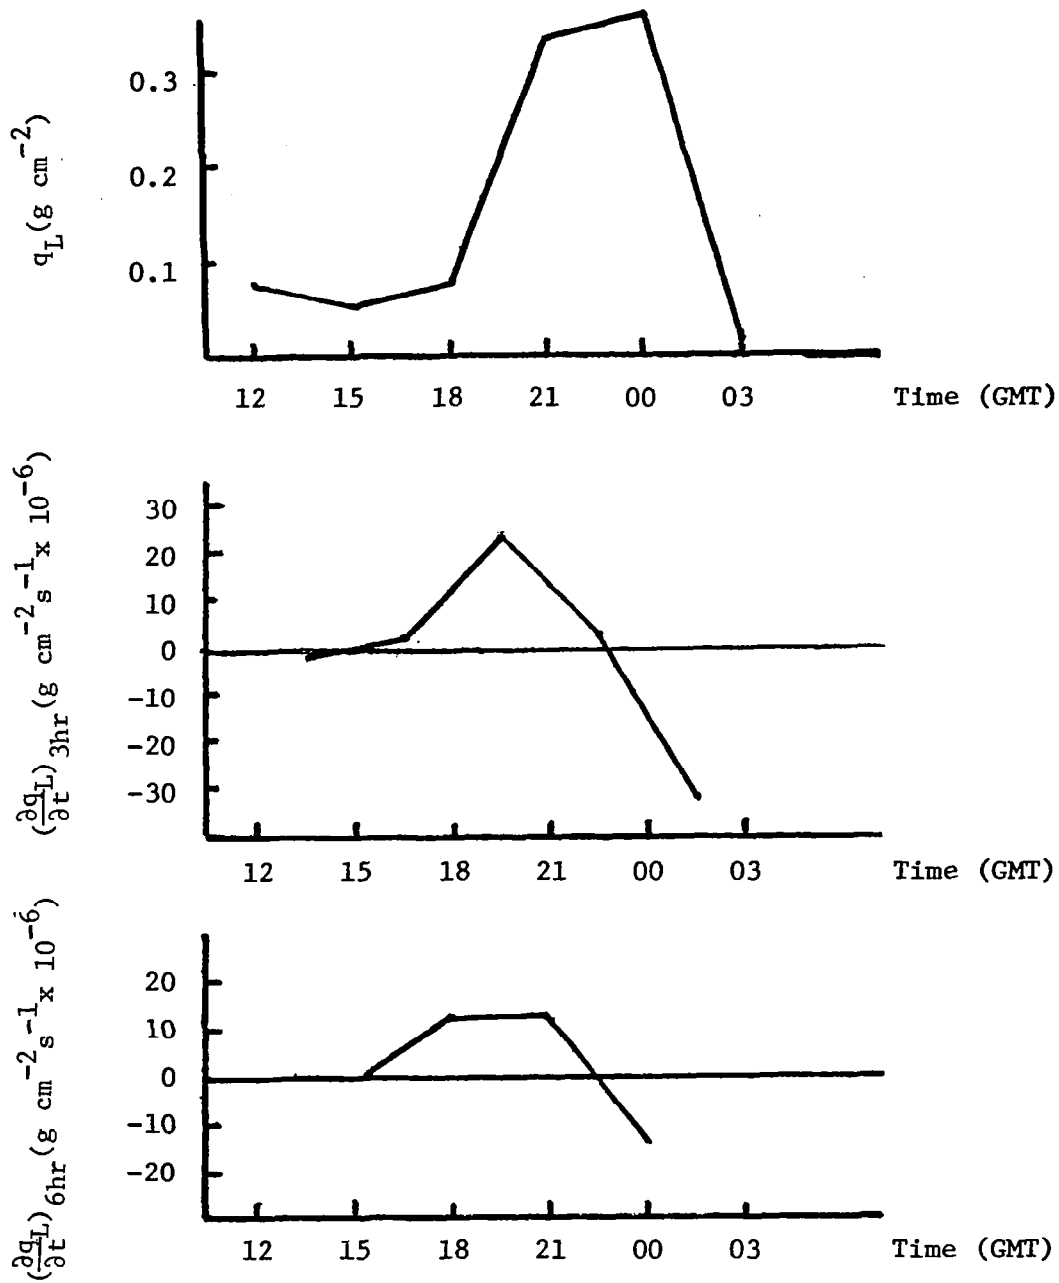 q_L(g cm^-2)
0.3
0.2
0.1
12 15 18 21 00 03 Time (GMT)
(∂q_L/∂t)_3hr(g cm^-2 s^-1 x 10^-6)
30
20
10
0
-10
-20
-30
12 15 18 21 00 03 Time (GMT)
(∂q_L/∂t)_6hr(g cm^-2 s^-1 x 10^-6)
20
10
0
-10
-20
12 15 18 21 00 03 Time (GMT)